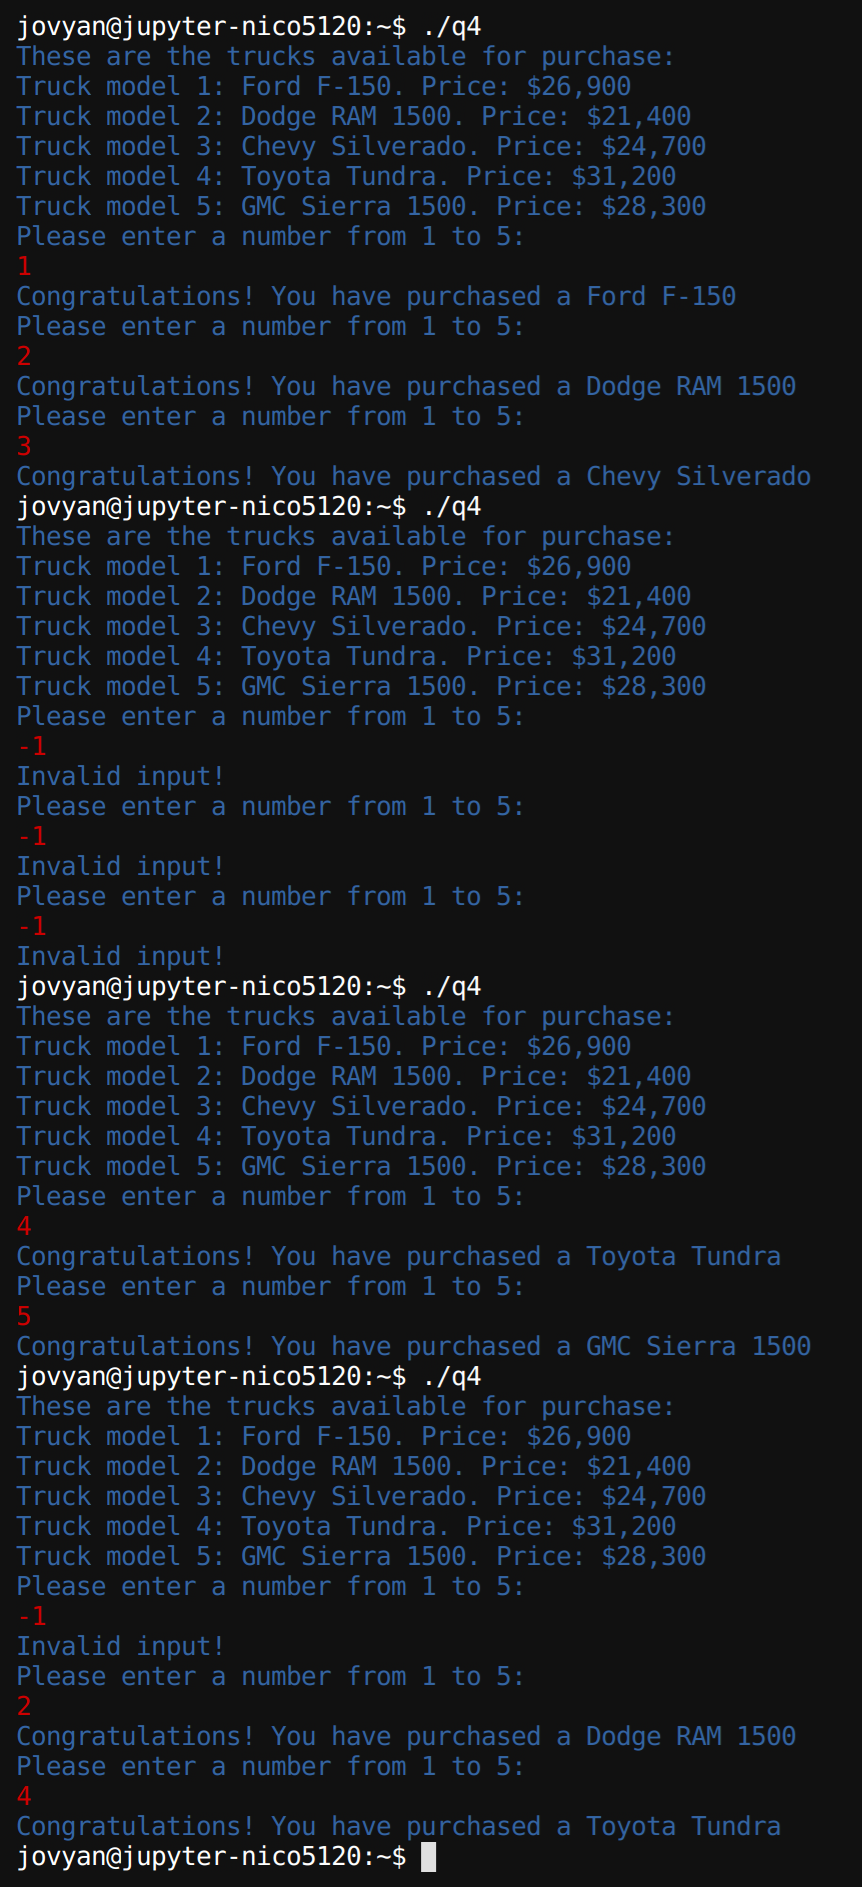 jovyan@jupyter-nico5120:~$ ./q4
These are the trucks available for purchase:
Truck model 1: Ford F-150. Price: $26,900
Truck model 2: Dodge RAM 1500. Price: $21,400
Truck model 3: Chevy Silverado. Price: $24,700
Truck model 4: Toyota Tundra. Price: $31,200
Truck model 5: GMC Sierra 1500. Price: $28,300
Please enter a number from 1 to 5:
1
Congratulations! You have purchased a Ford F-150
Please enter a number from 1 to 5:
2
Congratulations! You have purchased a Dodge RAM 1500
Please enter a number from 1 to 5:
3
Congratulations! You have purchased a Chevy Silverado
jovyan@jupyter-nico5120:~$ ./q4
These are the trucks available for purchase:
Truck model 1: Ford F-150. Price: $26,900
Truck model 2: Dodge RAM 1500. Price: $21,400
Truck model 3: Chevy Silverado. Price: $24,700
Truck model 4: Toyota Tundra. Price: $31,200
Truck model 5: GMC Sierra 1500. Price: $28,300
Please enter a number from 1 to 5:
-1
Invalid input!
Please enter a number from 1 to 5:
-1
Invalid input!
Please enter a number from 1 to 5:
-1
Invalid input!
jovyan@jupyter-nico5120:~$ ./q4
These are the trucks available for purchase:
Truck model 1: Ford F-150. Price: $26,900
Truck model 2: Dodge RAM 1500. Price: $21,400
Truck model 3: Chevy Silverado. Price: $24,700
Truck model 4: Toyota Tundra. Price: $31,200
Truck model 5: GMC Sierra 1500. Price: $28,300
Please enter a number from 1 to 5:
4
Congratulations! You have purchased a Toyota Tundra
Please enter a number from 1 to 5:
5
Congratulations! You have purchased a GMC Sierra 1500
jovyan@jupyter-nico5120:~$ ./q4
These are the trucks available for purchase:
Truck model 1: Ford F-150. Price: $26,900
Truck model 2: Dodge RAM 1500. Price: $21,400
Truck model 3: Chevy Silverado. Price: $24,700
Truck model 4: Toyota Tundra. Price: $31,200
Truck model 5: GMC Sierra 1500. Price: $28,300
Please enter a number from 1 to 5:
-1
Invalid input!
Please enter a number from 1 to 5:
2
Congratulations! You have purchased a Dodge RAM 1500
Please enter a number from 1 to 5:
4
Congratulations! You have purchased a Toyota Tundra
jovyan@jupyter-nico5120:~$